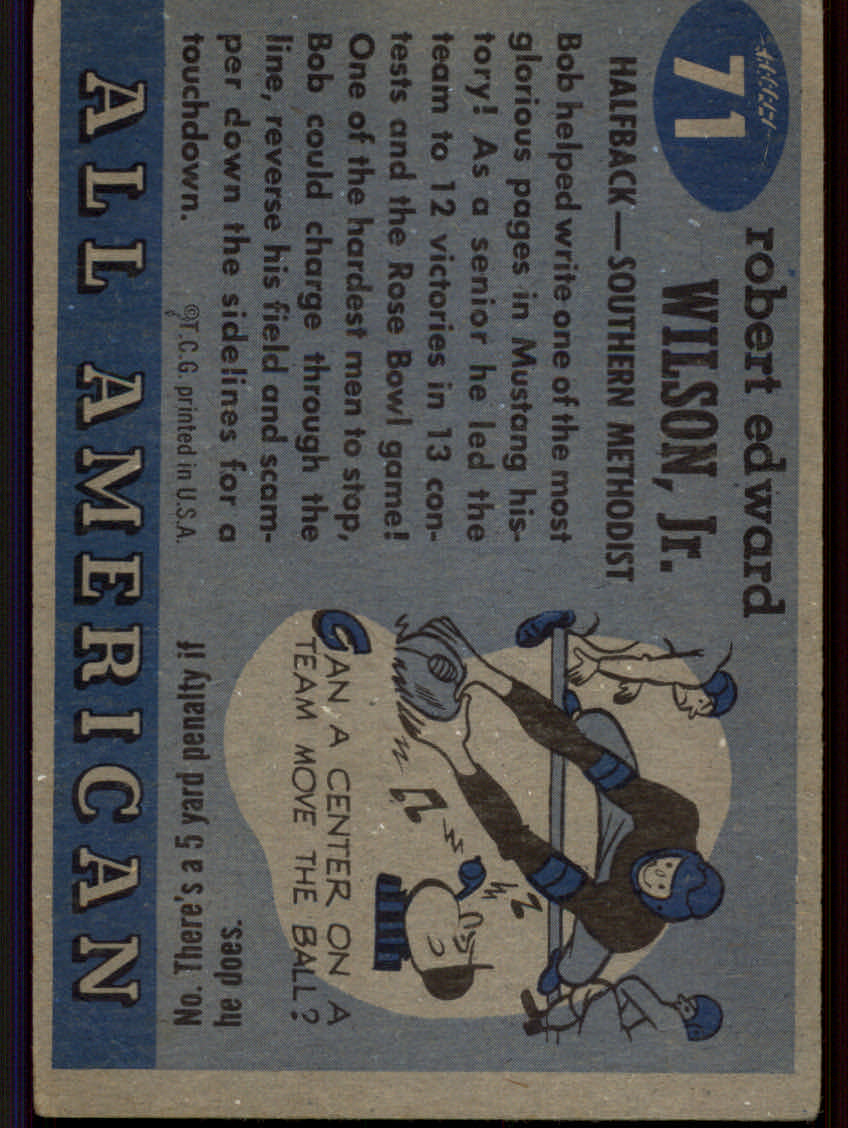 71
robert edward
WILSON, Jr.
HALFBACK—SOUTHERN METHODIST
Bob helped write one of the most
glorious pages in Mustang his-
tory! As a senior he led the
team to 12 victories in 13 con-
tests and the Rose Bowl game!
One of the hardest men to stop,
Bob could charge through the
line, reverse his field and scam-
per down the sidelines for a
touchdown.
©T.C.G. printed in U.S.A.
CAN A CENTER ON A
TEAM MOVE THE BALL?
No. There's a 5 yard penalty if
he does.
ALL AMERICAN